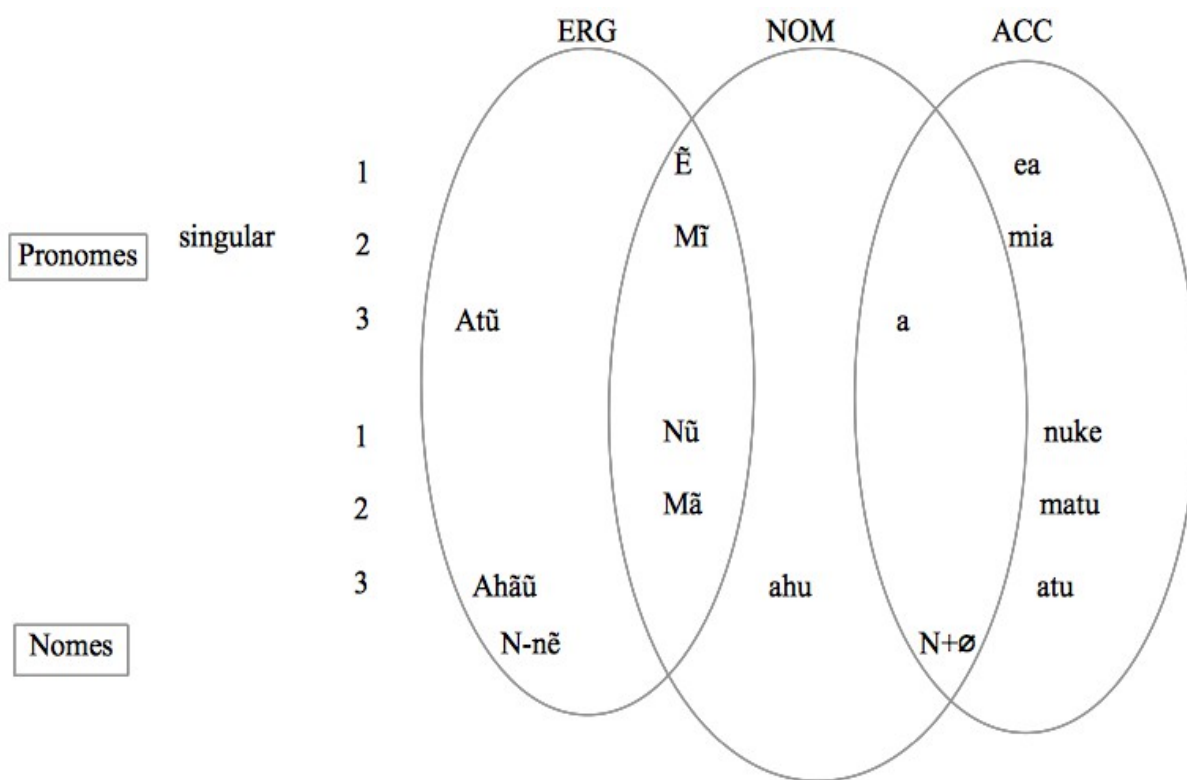 ERG NOM ACC
1 Ẽ ea
Pronomes singular 2 Mĩ mia
3 Atũ a
1 Nũ nuke
2 Mã matu
3 Ahãũ ahu atu
Nomes N-nẽ N+ø